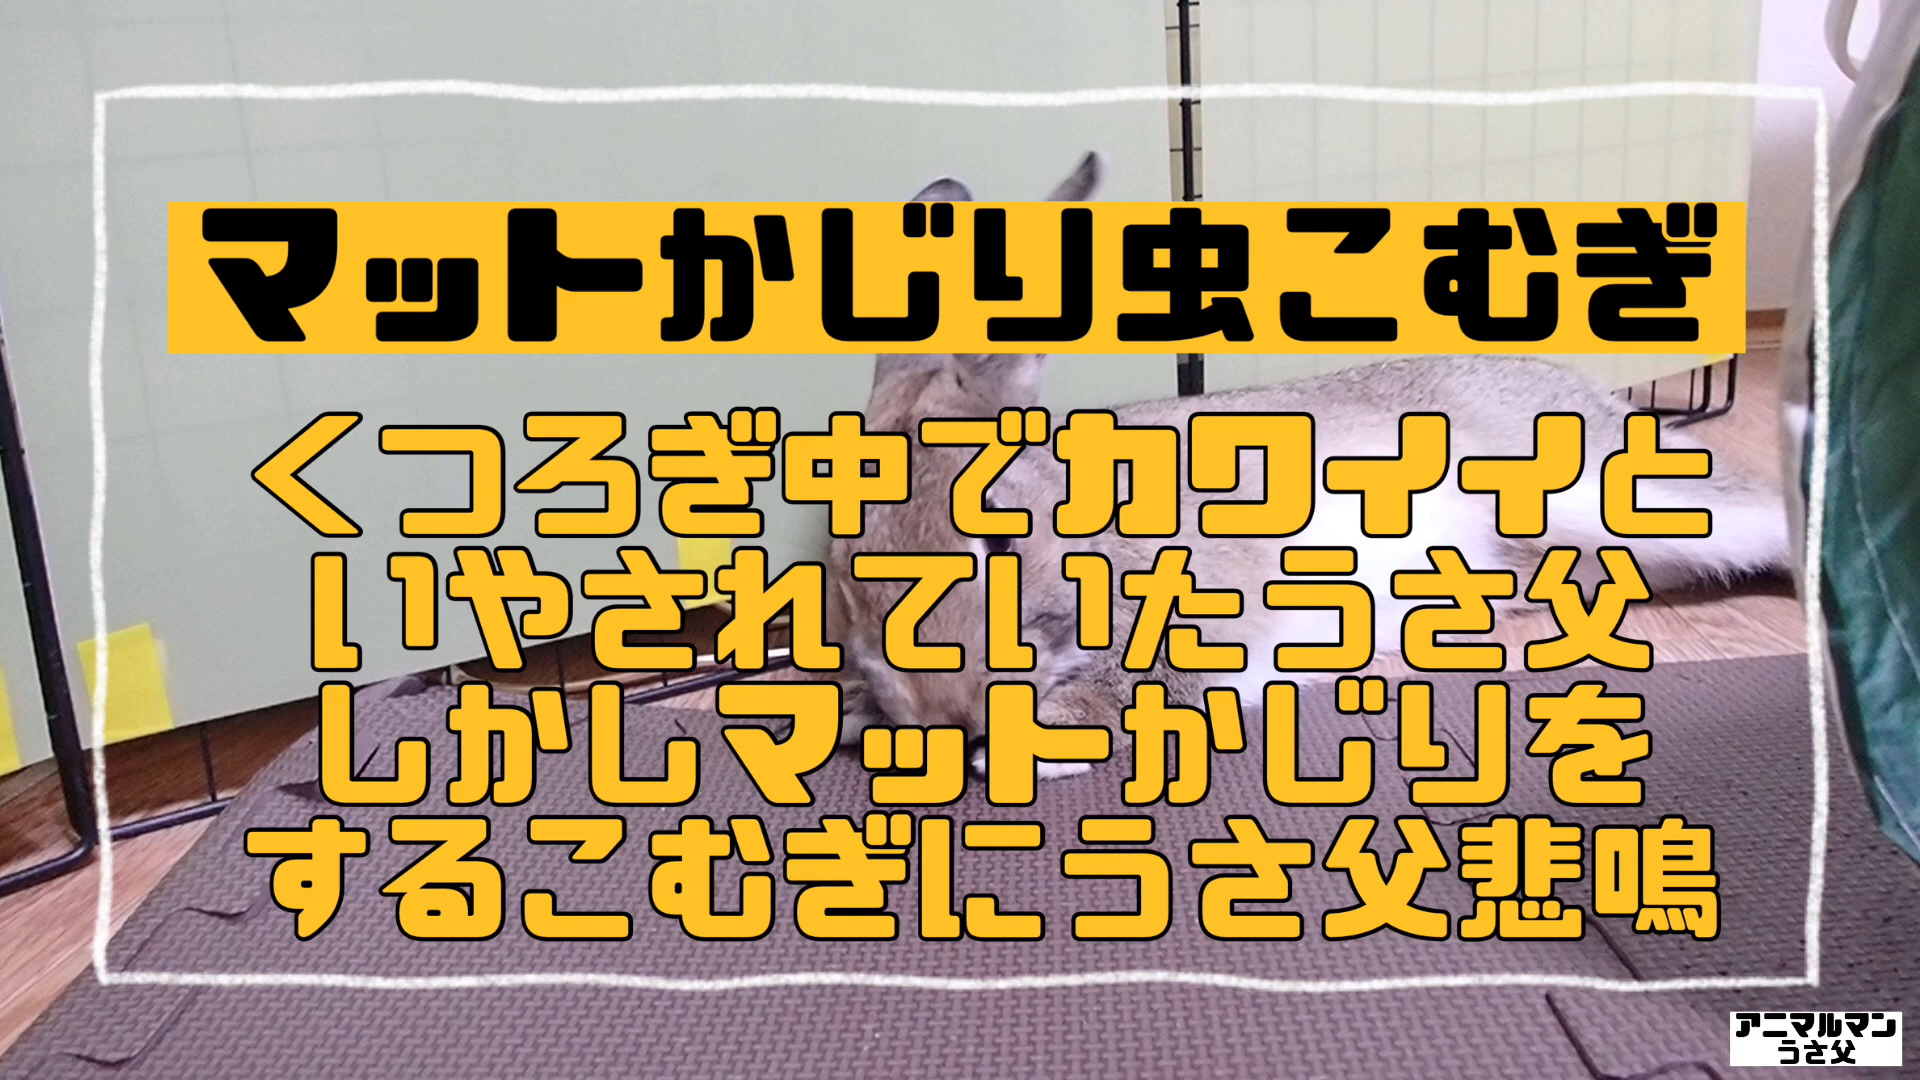 マットかじり虫こむぎ
くつろぎ中でカワイイと
いやされていたうさ父
しかしマットかじりを
するこむぎにうさ父悲鳴
アニマルマン
うさ父